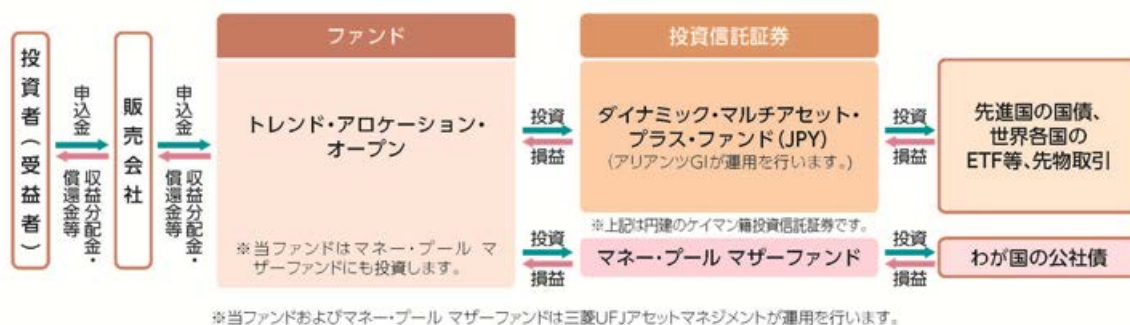 ファンド
投資信託証券
投資者（受益者）
申込金
収益分配金・
償還金等
販売会社
申込金
収益分配金・
償還金等
トレンド・アロケーション・
オープン
※当ファンドはマネー・プール マ
ザーファンドにも投資します。
投資
損益
ダイナミック・マルチアセット・
プラス・ファンド（JPY）
（アリアンツGIが運用を行います。）
※上記は円建のケイマン籍投資信託証券です。
投資
損益
先進国の国債、
世界各国の
ETF等、先物取引
投資
損益
マネー・プール マザーファンド
投資
損益
わが国の公社債
※当ファンドおよびマネー・プール マザーファンドは三菱UFJアセットマネジメントが運用を行います。